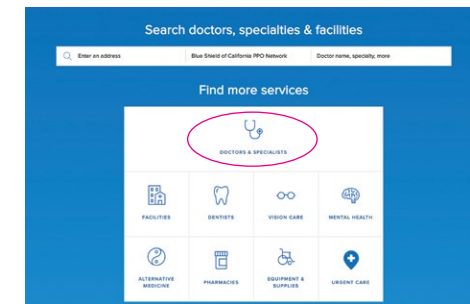 Search doctors, specialties & facilities
Enter an address Blue Shield of California PPO Network Doctor name, specialty, more
Find more services
DOCTORS & SPECIALISTS
FACILITIES DENTISTS VISION CARE MENTAL HEALTH
ALTERNATIVE MEDICINE PHARMACIES EQUIPMENT & SUPPLIES URGENT CARE